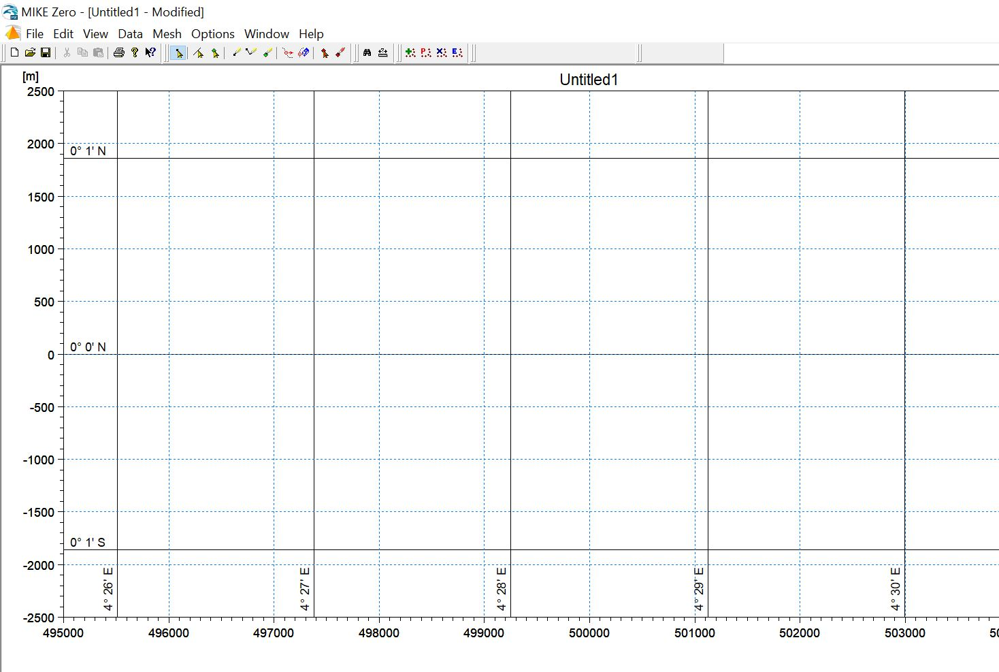 MIKE Zero - [Untitled1 - Modified]
File Edit View Data Mesh Options Window Help
[m]
Untitled1
2500
2000
0° 1' N
1500
1000
500
0° 0' N
0
-500
-1000
-1500
0° 1' S
-2000
4° 26' E
4° 27' E
4° 28' E
4° 29' E
4° 30' E
-2500
495000 496000 497000 498000 499000 500000 501000 502000 503000